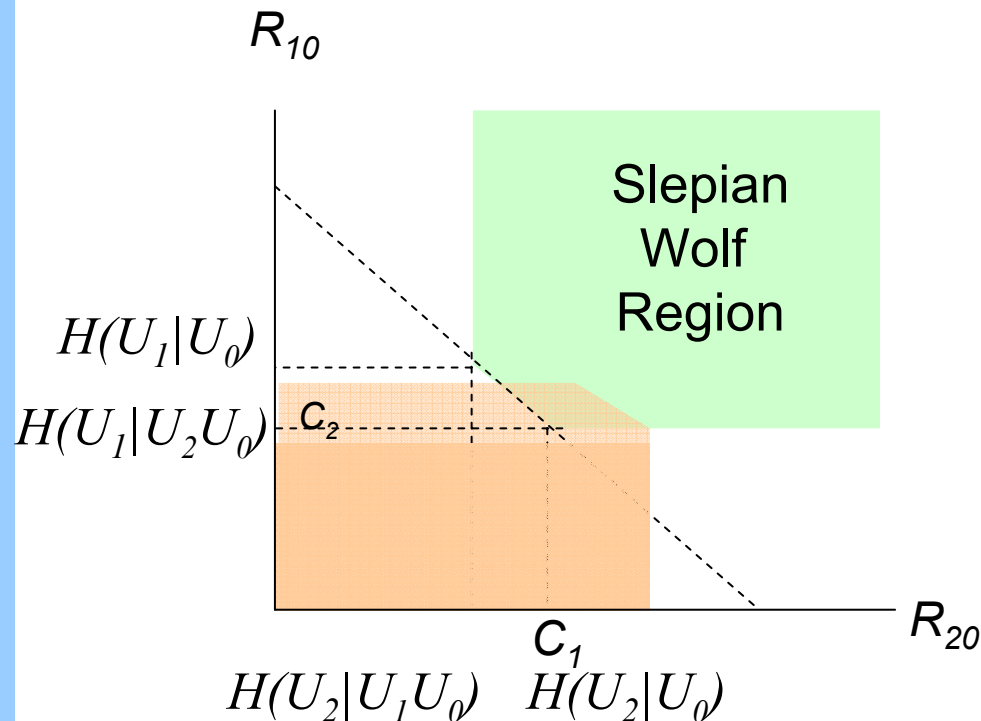 R₁₀
Slepian
Wolf
Region
H(U₁|U₀)
C₂
H(U₁|U₂U₀)
R₂₀
C₁
H(U₂|U₁U₀) H(U₂|U₀)